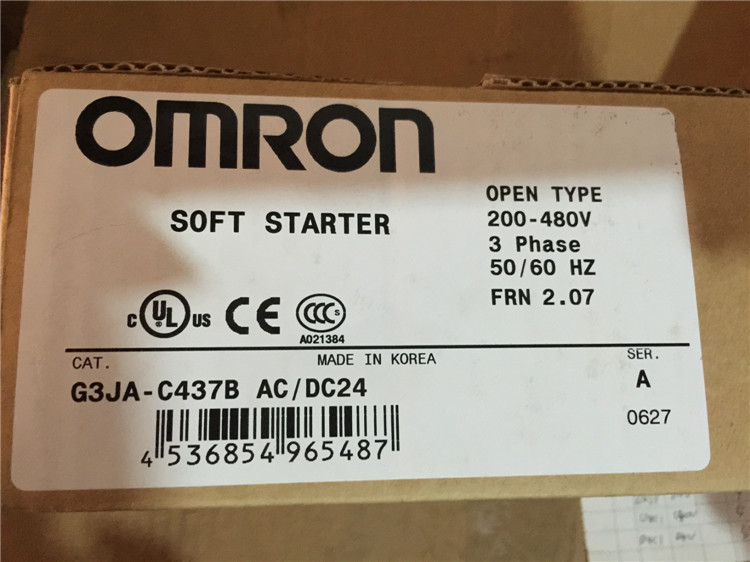 OMRON
SOFT STARTER
OPEN TYPE
200-480V
3 Phase
50/60 HZ
FRN 2.07
C UL US CE CCC S
A021384
CAT.
MADE IN KOREA
SER.
G3JA-C437B AC/DC24
A
0627
4 536854 965487